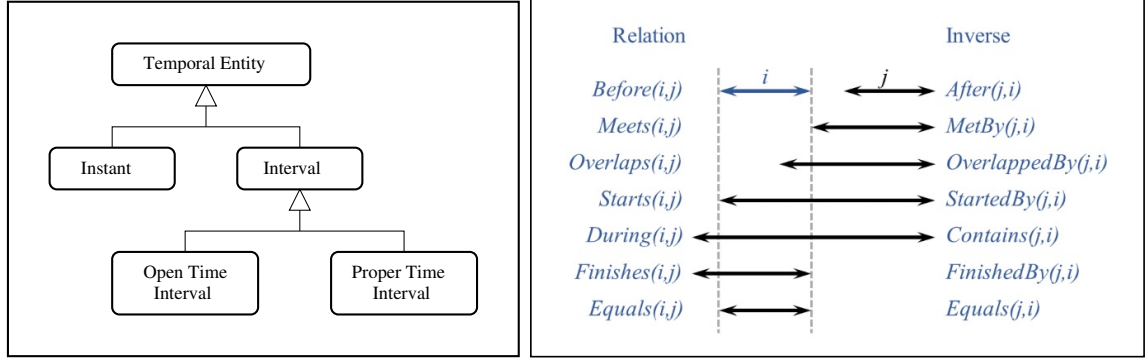 Temporal Entity
Instant
Interval
Open Time
Interval
Proper Time
Interval
Relation Inverse
Before(i,j) i j After(j,i)
Meets(i,j) MetBy(j,i)
Overlaps(i,j) OverlappedBy(j,i)
Starts(i,j) StartedBy(j,i)
During(i,j) Contains(j,i)
Finishes(i,j) FinishedBy(j,i)
Equals(i,j) Equals(j,i)